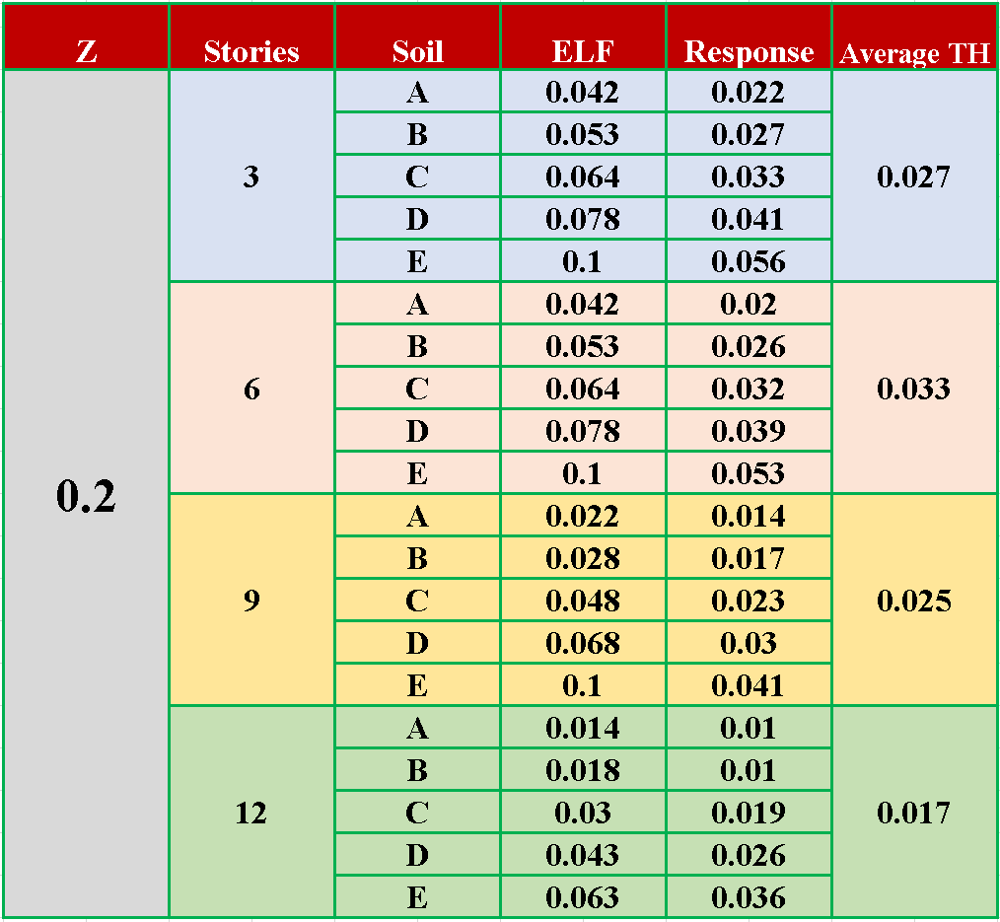 Z Stories Soil ELF Response Average TH
A 0.042 0.022
B 0.053 0.027
3 C 0.064 0.033 0.027
D 0.078 0.041
E 0.1 0.056
A 0.042 0.02
B 0.053 0.026
6 C 0.064 0.032 0.033
D 0.078 0.039
E 0.1 0.053
0.2
A 0.022 0.014
B 0.028 0.017
9 C 0.048 0.023 0.025
D 0.068 0.03
E 0.1 0.041
A 0.014 0.01
B 0.018 0.01
12 C 0.03 0.019 0.017
D 0.043 0.026
E 0.063 0.036